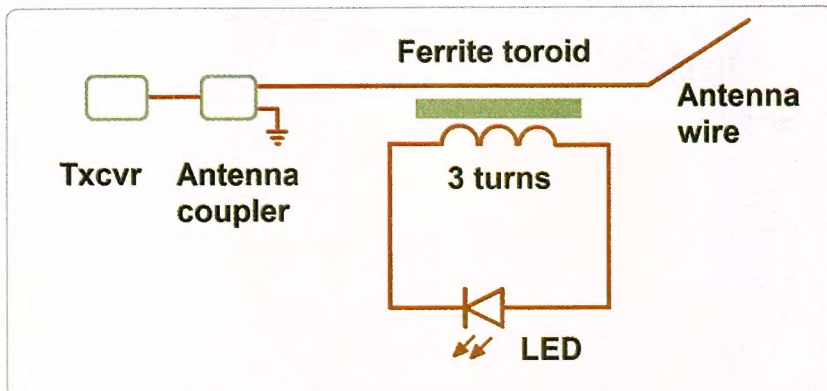 Ferrite toroid
Antenna
wire
Txcvr
Antenna
coupler
3 turns
LED